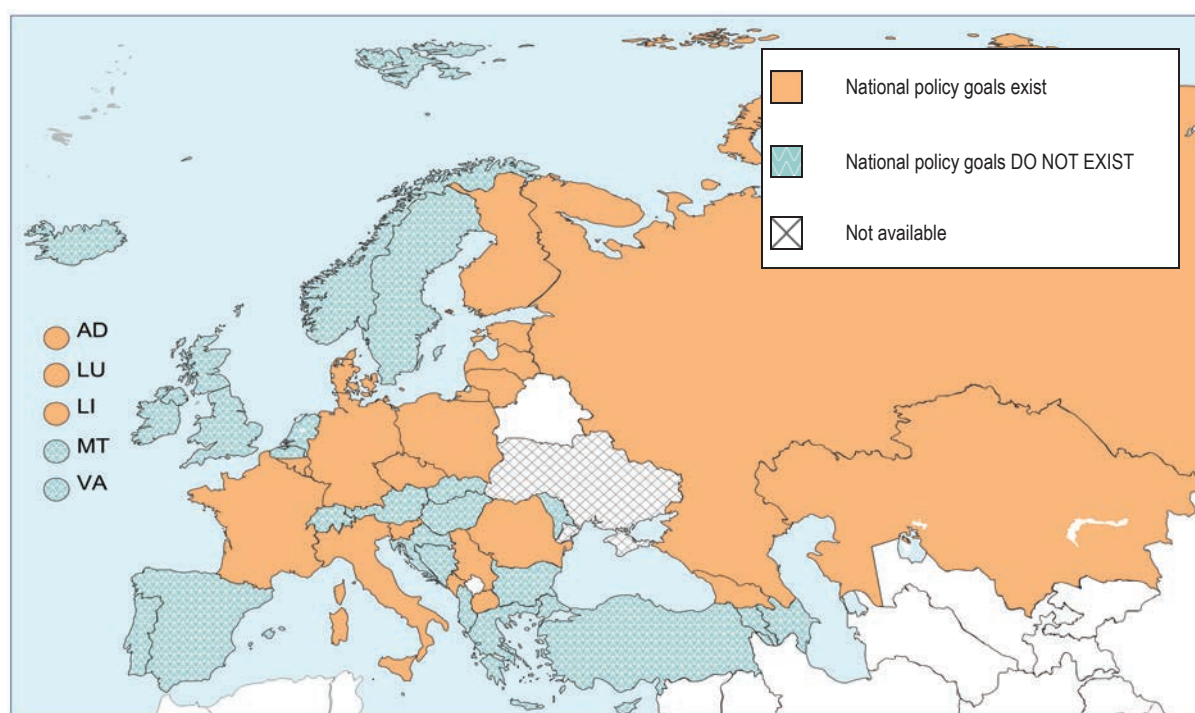 National policy goals exist
National policy goals DO NOT EXIST
Not available
AD
LU
LI
MT
VA